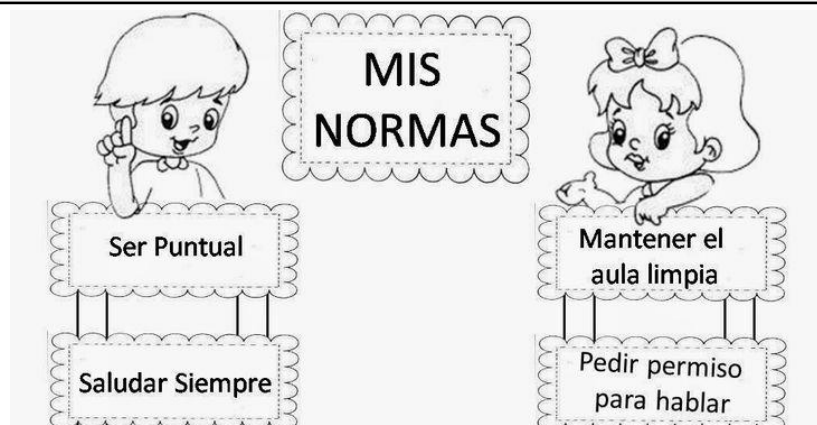 MIS
NORMAS
Ser Puntual
Saludar Siempre
Mantener el
aula limpia
Pedir permiso
para hablar